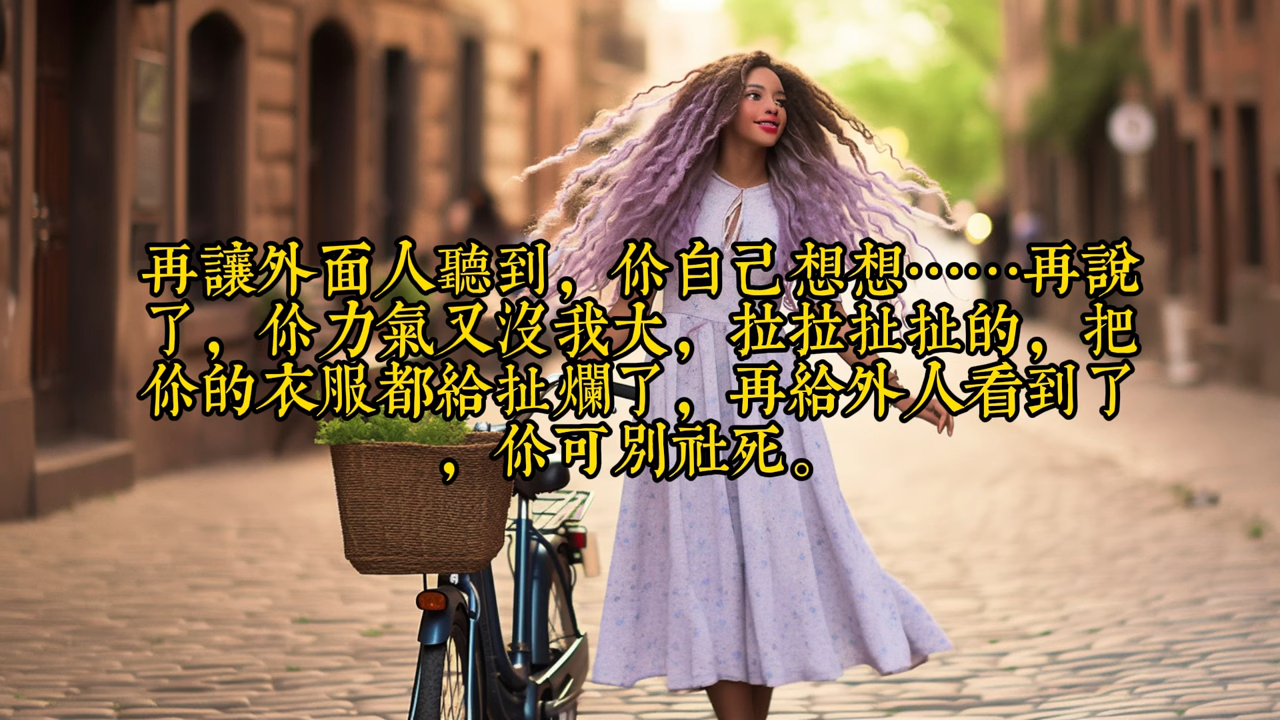 再讓外面人聽到，你自己想想……再說
了，你力氣又沒我大，拉拉扯扯的，把
你的衣服都給扯爛了，再給外人看到了
，你可別社死。